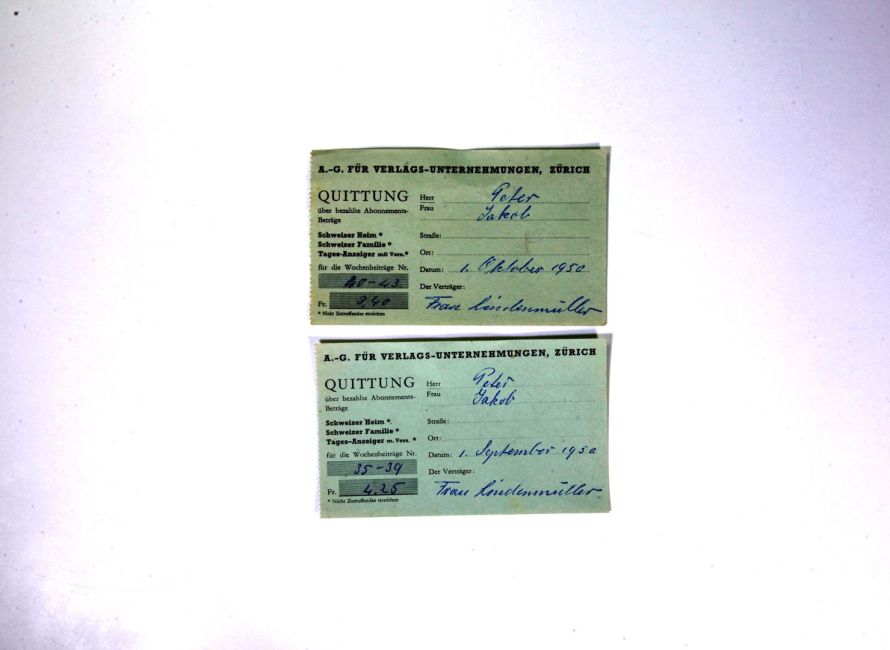 A.-G. FÜR VERLAGS-UNTERNEHMUNGEN, ZÜRICH
QUITTUNG
über bezahlte Abonnements-
Beträge
Schweizer Heim *
Schweizer Familie *
Tages-Anzeiger mit Vers.*
für die Wochenbeiträge Nr.
40-43
Fr. 3,40
* Nicht Zutreffendes streichen
Herr Peter
Frau Jakob
Straße:
Ort:
Datum: 1. Oktober 1950
Der Verträger:
Frau Lindenmüller
A.-G. FÜR VERLAGS-UNTERNEHMUNGEN, ZÜRICH
QUITTUNG
über bezahlte Abonnements-
Beträge
Schweizer Heim *
Schweizer Familie *
Tages-Anzeiger m. Vers. *
für die Wochenbeiträge Nr.
35-39
Fr. 4.25
* Nicht Zutreffendes streichen
Herr Peter
Frau Jakob
Straße:
Ort:
Datum: 1. September 1950
Der Verträger:
Frau Lindenmüller